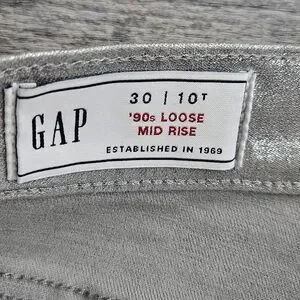 GAP
30 | 10T
'90s LOOSE
MID RISE
ESTABLISHED IN 1969